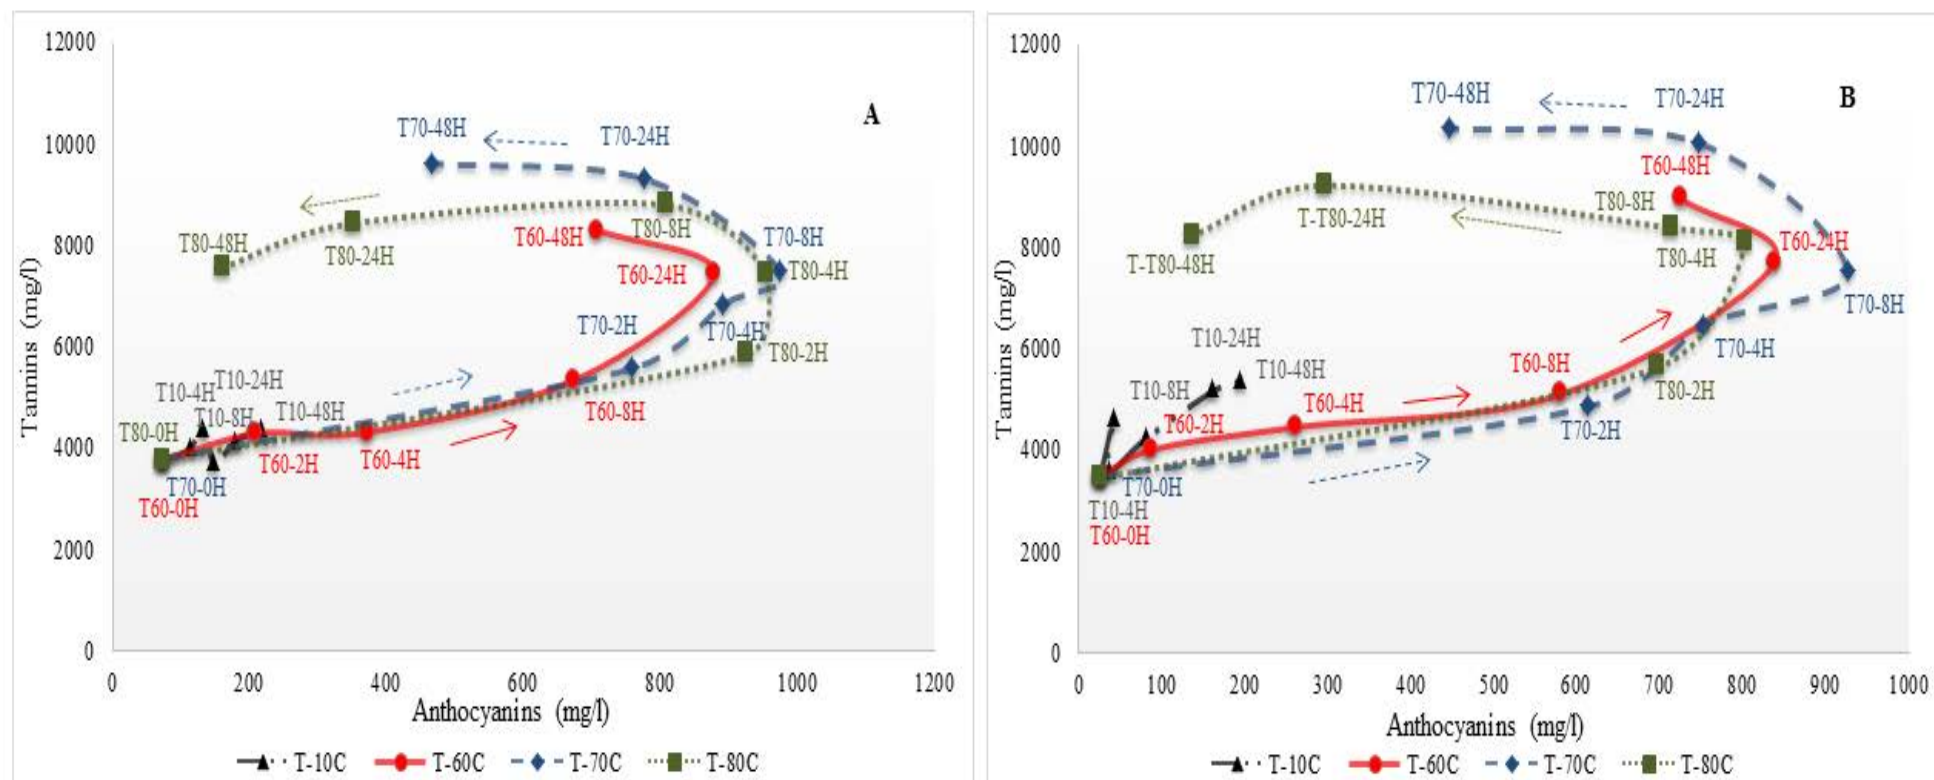 12000
10000
8000
6000
4000
2000
0
Tannins (mg/l)
A
T70-48H
T70-24H
T80-48H
T80-24H
T60-48H
T80-8H
T70-8H
T60-24H
T80-4H
T70-2H
T70-4H
T80-2H
T10-4H
T10-24H
T10-8H
T10-48H
T80-0H
T60-8H
T60-2H
T60-4H
T70-0H
T60-0H
0 200 400 600 800 1000 1200
Anthocyanins (mg/l)
T-10C T-60C T-70C T-80C
12000
10000
8000
6000
4000
2000
0
Tannins (mg/l)
B
T70-48H
T70-24H
T60-48H
T80-8H
T-T80-24H
T60-24H
T-T80-48H
T80-4H
T70-8H
T10-24H
T70-4H
T10-48H
T60-8H
T10-8H
T80-2H
T60-4H
T60-2H
T70-2H
T70-0H
T10-4H
T60-0H
0 100 200 300 400 500 600 700 800 900 1000
Anthocyanins (mg/l)
T-10C T-60C T-70C T-80C